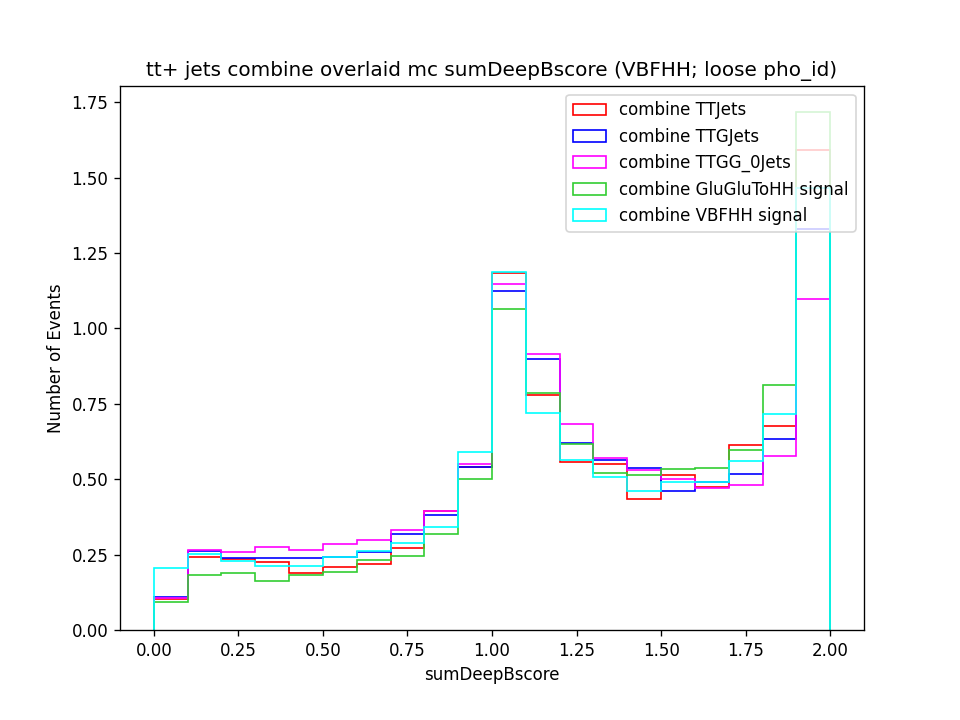 tt+ jets combine overlaid mc sumDeepBscore (VBFHH; loose pho_id)
combine TTJets
combine TTGJets
combine TTGG_0Jets
combine GluGluToHH signal
combine VBFHH signal
Number of Events
1.75
1.50
1.25
1.00
0.75
0.50
0.25
0.00
0.00 0.25 0.50 0.75 1.00 1.25 1.50 1.75 2.00
sumDeepBscore